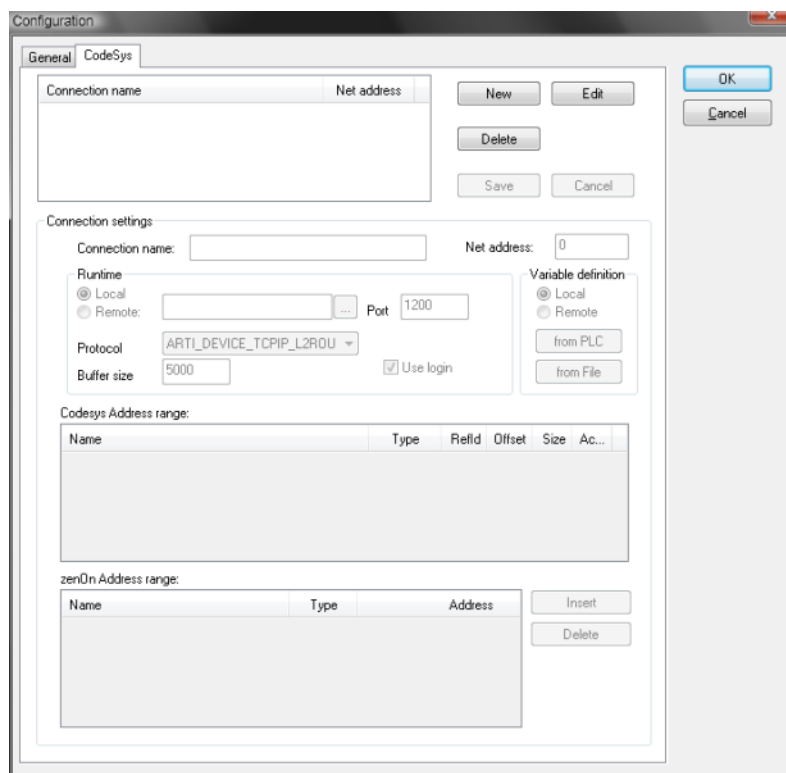 Configuration
General CodeSys
Connection name Net address
New Edit
Delete
Save Cancel
OK
Cancel
Connection settings
Connection name: Net address: 0
Runtime
Local
Remote: ... Port 1200
Protocol ARTI_DEVICE_TCPIP_L2ROU
Buffer size 5000 Use login
Variable definition
Local
Remote
from PLC
from File
Codesys Address range:
Name Type RefId Offset Size Ac...
zenOn Address range:
Name Type Address
Insert
Delete